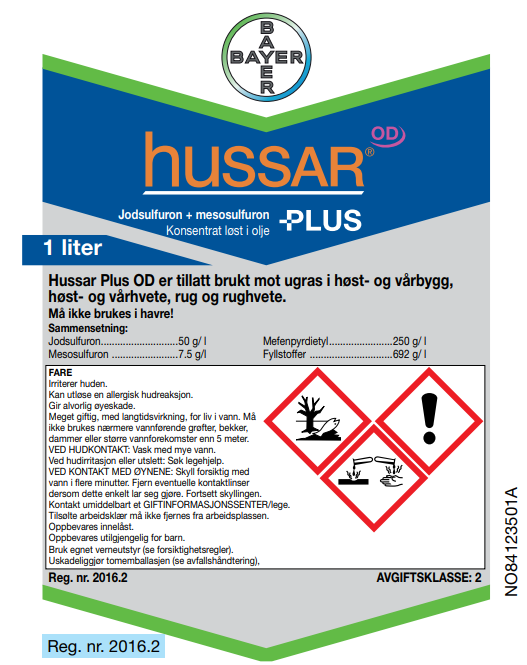 BAYER
BAYER
hussar® OD
Jodsulfuron + mesosulfuron
Konsentrat løst i olje
PLUS
1 liter
Hussar Plus OD er tillatt brukt mot ugras i høst- og vårbygg,
høst- og vårhvete, rug og rughvete.
Må ikke brukes i havre!
Sammensetning:
Jodsulfuron...........................50 g/ l
Mesosulfuron .......................7.5 g/ l
Mefenpyrdietyl......................250 g/ l
Fyllstoffer .............................692 g/ l
FARE
Irriterer huden.
Kan utløse en allergisk hudreaksjon.
Gir alvorlig øyeskade.
Meget giftig, med langtidsvirkning, for liv i vann. Må
ikke brukes nærmere vannførende grøfter, bekker,
dammer eller større vannforekomster enn 5 meter.
VED HUDKONTAKT: Vask med mye vann.
Ved hudirritasjon eller utslett: Søk legehjelp.
VED KONTAKT MED ØYNENE: Skyll forsiktig med
vann i flere minutter. Fjern eventuelle kontaktlinser
dersom dette enkelt lar seg gjøre. Fortsett skyllingen.
Kontakt umiddelbart et GIFTINFORMASJONSSENTER/lege.
Tilsølte arbeidsklær må ikke fjernes fra arbeidsplassen.
Oppbevares innelåst.
Oppbevares utilgjengelig for barn.
Bruk egnet verneutstyr (se forsiktighetsregler).
Uskadeliggjør tomemballasjen (se avfallshåndtering),
Reg. nr. 2016.2
AVGIFTSKLASSE: 2
NO84123501A
Reg. nr. 2016.2